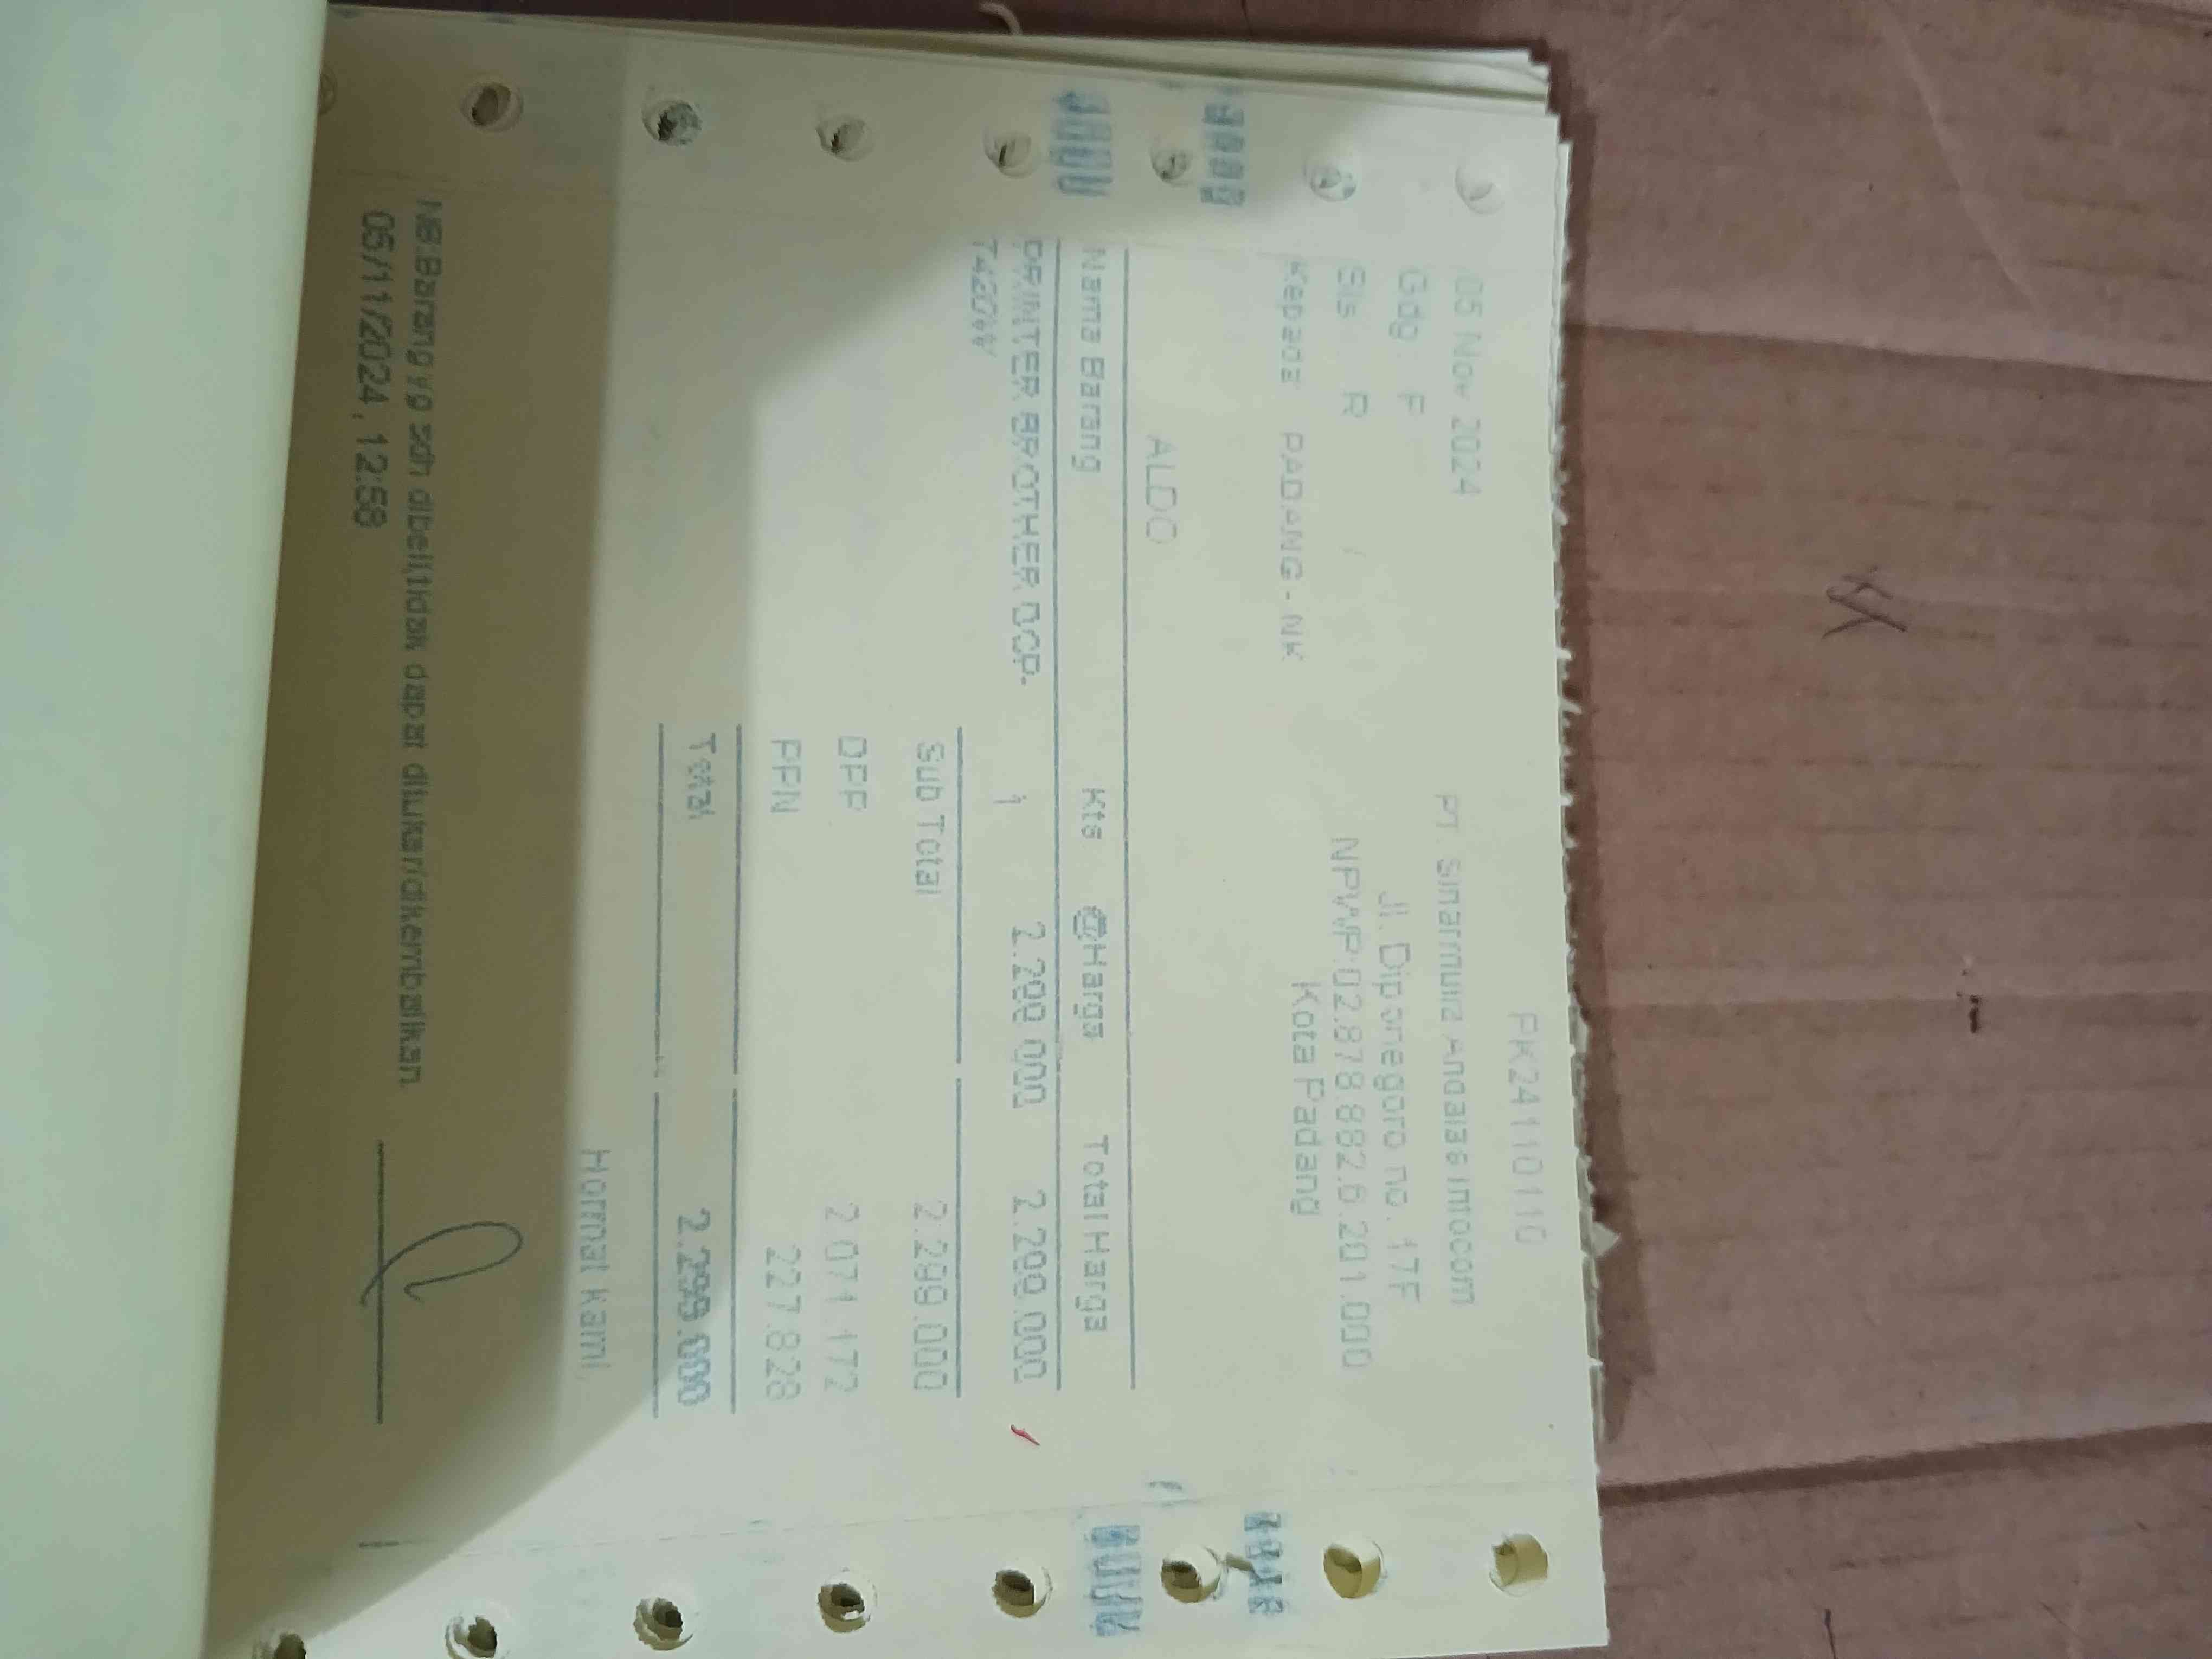 PK24110110
05 Nov 2024 PT. Sinarmulia Andalas Infocom
Gdg F Jl. Diponegoro no. 17F
Sls R / NPWP:02.878.882.6.201.000
Kepada PADANG - NK Kota Padang
ALDO
Nama Barang Kts @Harga Total Harga
PRINTER BROTHER DCP- 1 2.299.000 2.299.000
T420W
Sub Total 2.299.000
DPP 2.071.172
PPN 227.828
Total 2.299.000
Hormat Kami,
NB.Barang yg sdh dibeli,tidak dapat ditukar/dikembalikan
05/11/2024, 12:58